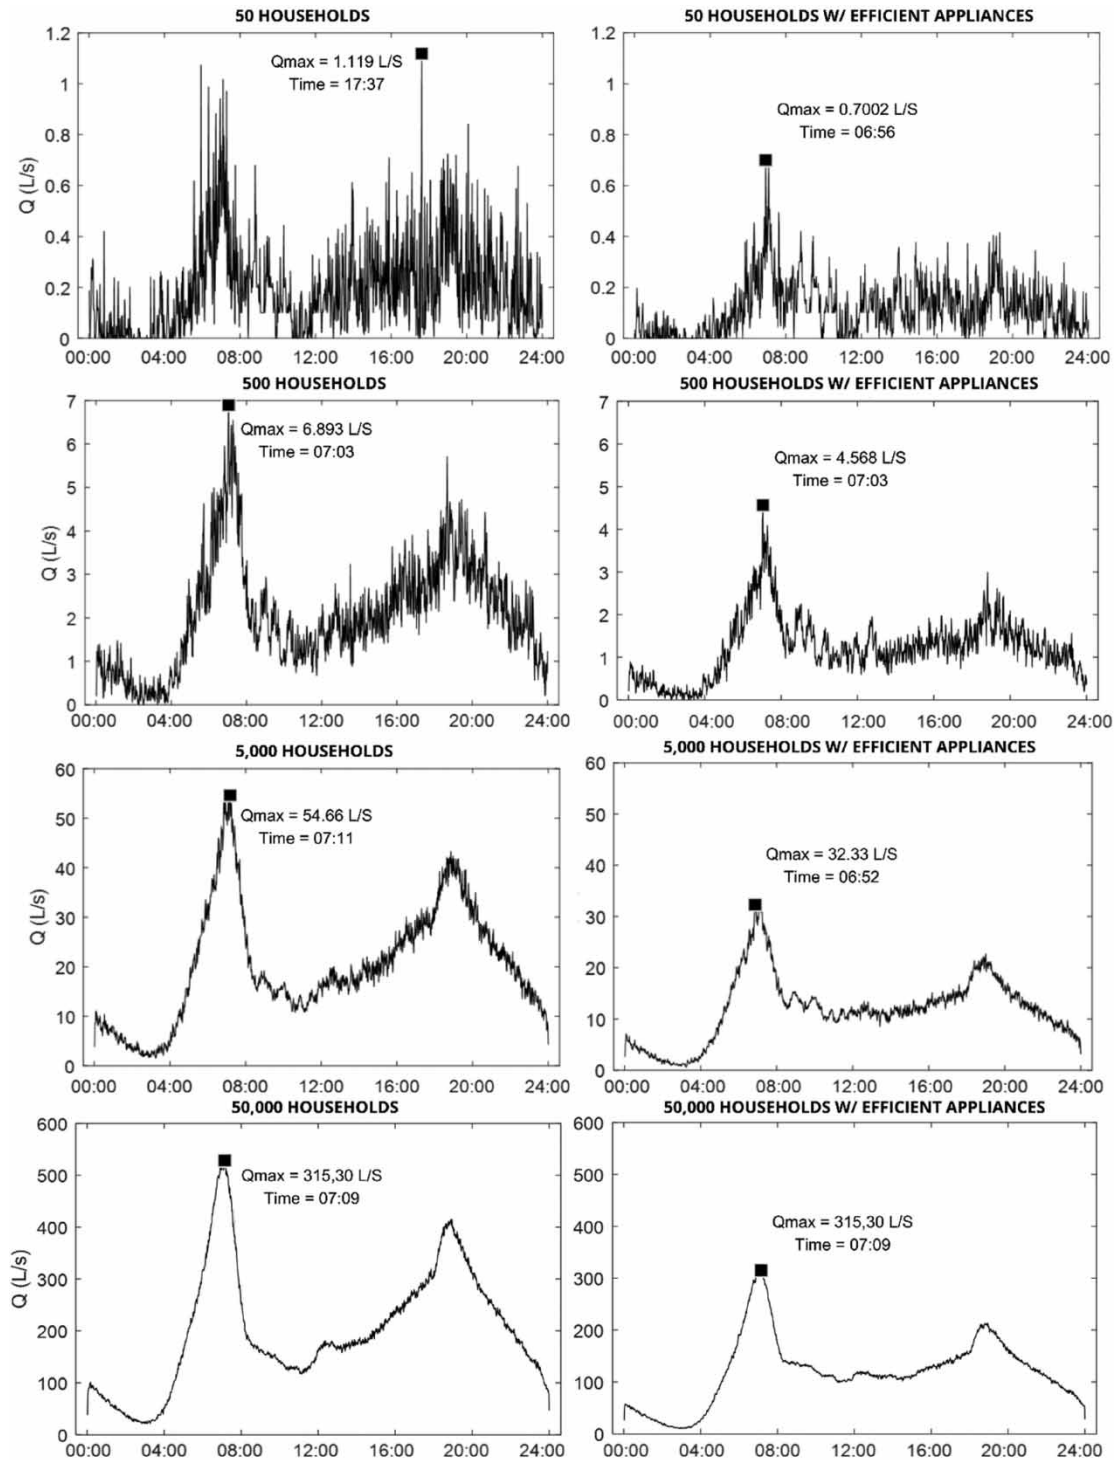 50 HOUSEHOLDS
1.2
1
0.8
0.6
0.4
0.2
0
Q (L/s)
Qmax = 1.119 L/S
Time = 17:37
00:00 04:00 08:00 12:00 16:00 20:00 24:00
50 HOUSEHOLDS W/ EFFICIENT APPLIANCES
1.2
1
0.8
0.6
0.4
0.2
0
Qmax = 0.7002 L/S
Time = 06:56
00:00 04:00 08:00 12:00 16:00 20:00 24:00
500 HOUSEHOLDS
7
6
5
4
3
2
1
0
Q (L/s)
Qmax = 6.893 L/S
Time = 07:03
00:00 04:00 08:00 12:00 16:00 20:00 24:00
500 HOUSEHOLDS W/ EFFICIENT APPLIANCES
7
6
5
4
3
2
1
0
Qmax = 4.568 L/S
Time = 07:03
00:00 04:00 08:00 12:00 16:00 20:00 24:00
5,000 HOUSEHOLDS
60
50
40
30
20
10
0
Q (L/s)
Qmax = 54.66 L/S
Time = 07:11
00:00 04:00 08:00 12:00 16:00 20:00 24:00
5,000 HOUSEHOLDS W/ EFFICIENT APPLIANCES
60
50
40
30
20
10
0
Qmax = 32.33 L/S
Time = 06:52
00:00 04:00 08:00 12:00 16:00 20:00 24:00
50,000 HOUSEHOLDS
600
500
400
300
200
100
0
Q (L/s)
Qmax = 315,30 L/S
Time = 07:09
00:00 04:00 08:00 12:00 16:00 20:00 24:00
50,000 HOUSEHOLDS W/ EFFICIENT APPLIANCES
600
500
400
300
200
100
0
Qmax = 315,30 L/S
Time = 07:09
00:00 04:00 08:00 12:00 16:00 20:00 24:00